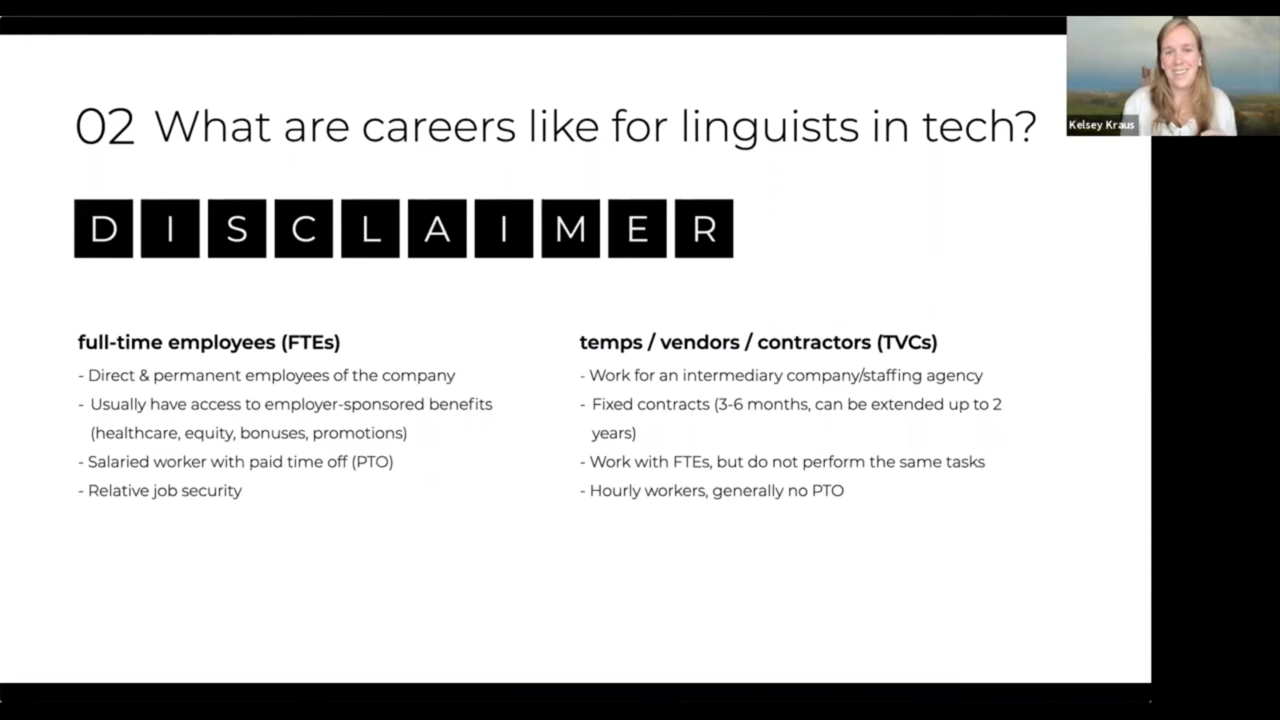 02 What are careers like for linguists in tech?
Kelsey Kraus
DISCLAIMER
full-time employees (FTEs)
- Direct & permanent employees of the company
- Usually have access to employer-sponsored benefits
(healthcare, equity, bonuses, promotions)
- Salaried worker with paid time off (PTO)
- Relative job security
temps / vendors / contractors (TVCs)
- Work for an intermediary company/staffing agency
- Fixed contracts (3-6 months, can be extended up to 2
years)
- Work with FTEs, but do not perform the same tasks
- Hourly workers, generally no PTO